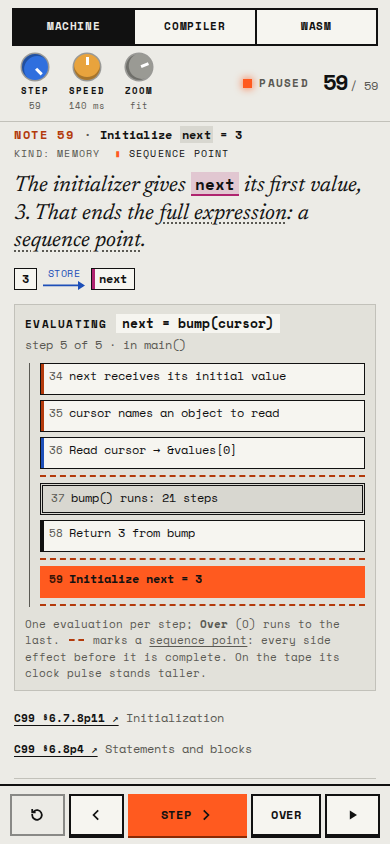 MACHINE
COMPILER
WASM
STEP
59
SPEED
140 ms
ZOOM
fit
PAUSED
59 / 59
NOTE 59 · Initialize next = 3
KIND: MEMORY SEQUENCE POINT
The initializer gives next its first value,
3. That ends the full expression: a
sequence point.
3 STORE next
EVALUATING next = bump(cursor)
step 5 of 5 · in main()
34 next receives its initial value
35 cursor names an object to read
36 Read cursor → &values[0]
37 bump() runs: 21 steps
58 Return 3 from bump
59 Initialize next = 3
One evaluation per step; Over (O) runs to the
last. -- marks a sequence point: every side
effect before it is complete. On the tape its
clock pulse stands taller.
C99 §6.7.8p11 ↗ Initialization
C99 §6.8p4 ↗ Statements and blocks
STEP
OVER